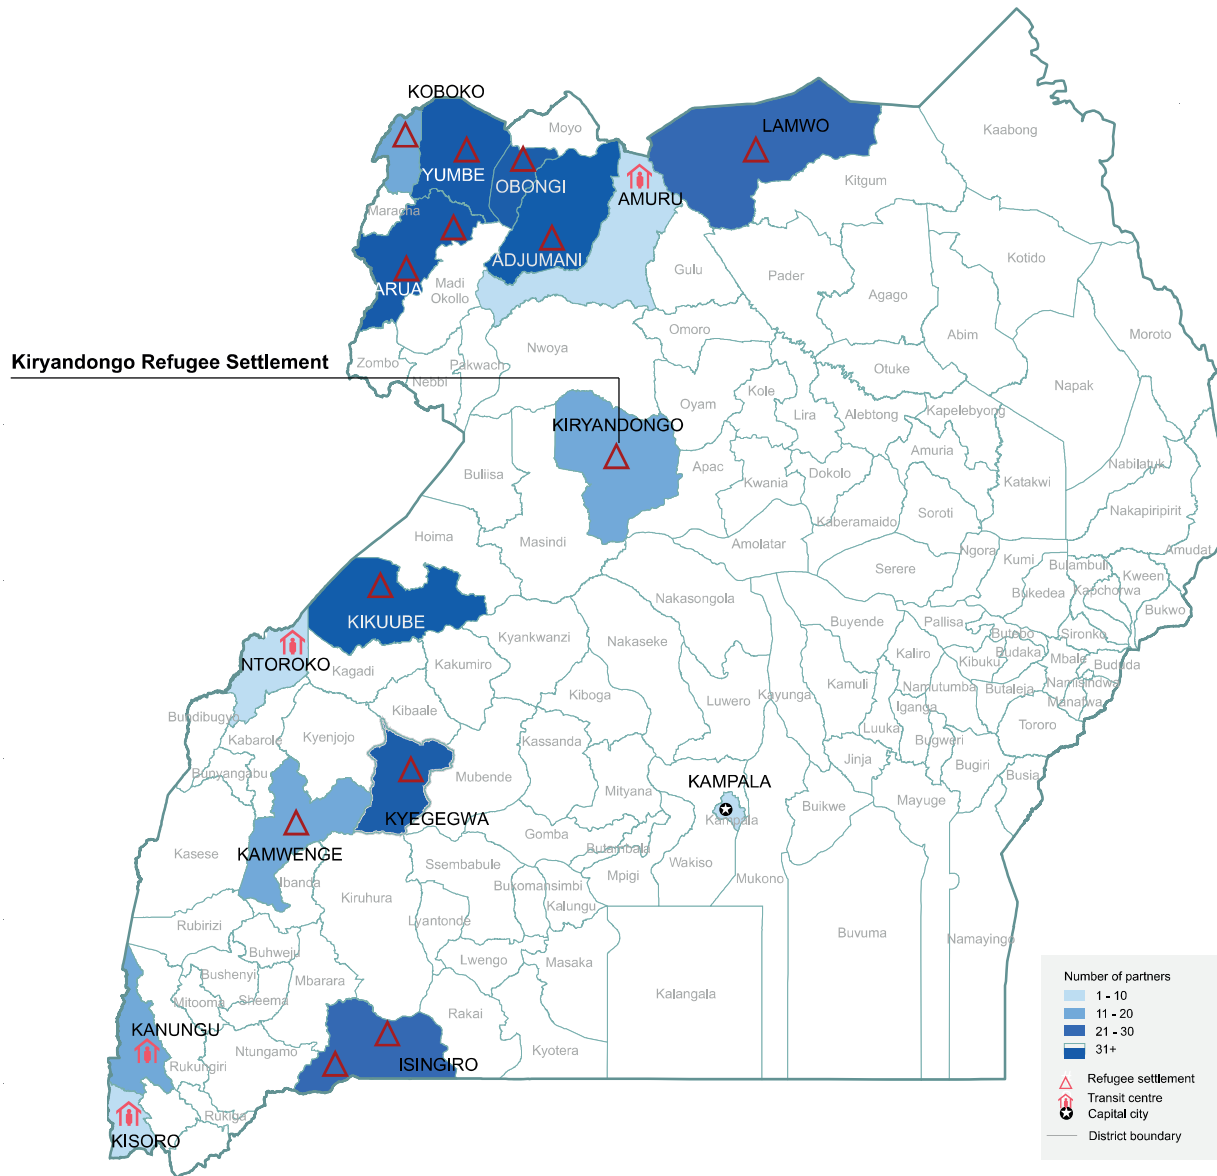 KOBOKO
Moyo
LAMWO
Kaabong
YUMBE
OBONGI
AMURU
Kitgum
Maracha
ADJUMANI
Gulu
Pader
Kotido
ARUA
Madi
Okollo
Agago
Omoro
Abim
Moroto
Nwoya
Kiryandongo Refugee Settlement
Zombo
Pakwach
Nebbi
Otuke
Napak
Kole
Oyam
Lira
Alebtong
Kapelebyong
KIRYANDONGO
Amuria
Buliisa
Apac
Dokolo
Nabilatuk
Kwania
Katakwi
Soroti
Nakapiripirit
Kaberamaido
Hoima
Masindi
Amolatar
Ngora
Kumi
Amudat
Serere
Bulambuli
Kween
Bukedea
Kapchorwa
Bukwo
Nakasongola
KIKUUBE
Buyende
Pallisa
Butebo
Sironko
Kyankwanzi
Nakaseke
Kaliro
Budaka
Mbale
NTOROKO
Kagadi
Kakumiro
Kibuku
Bududa
Kamuli
Namutumba
Butaleja
Namisindwa
Kiboga
Luwero
Kayunga
Iganga
Manafwa
Bundibugyo
Kibaale
Luuka
Tororo
Kabarole
Kyenjojo
Kassanda
Bugweri
Jinja
Bunyangabu
Mubende
KAMPALA
Bugiri
Busia
Mityana
Buikwe
Mayuge
KYEGEGWA
Kampala
Gomba
Butambala
KAMWENGE
Kasese
Ssembabule
Wakiso
Mpigi
Mukono
Ibanda
Bukomansimbi
Kiruhura
Kalungu
Lyantonde
Rubirizi
Buvuma
Namayingo
Buhweju
Lwengo
Masaka
Bushenyi
Mbarara
Mitooma
Sheema
Kalangala
Rakai
KANUNGU
Ntungamo
Kyotera
Rukungiri
ISINGIRO
Rukiga
KISORO
Number of partners
1 - 10
11 - 20
21 - 30
31+
Refugee settlement
Transit centre
Capital city
District boundary